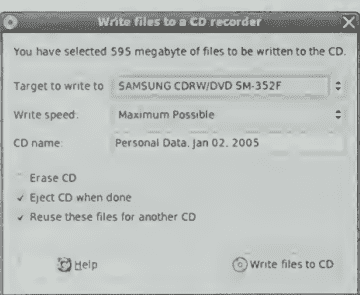 Write files to a CD recorder
You have selected 595 megabyte of files to be written to the CD.
Target to write to SAMSUNG CDRW/DVD SM-352F
Write speed: Maximum Possible
CD name: Personal Data, Jan 02, 2005
Erase CD
Eject CD when done
Reuse these files for another CD
Help Write files to CD